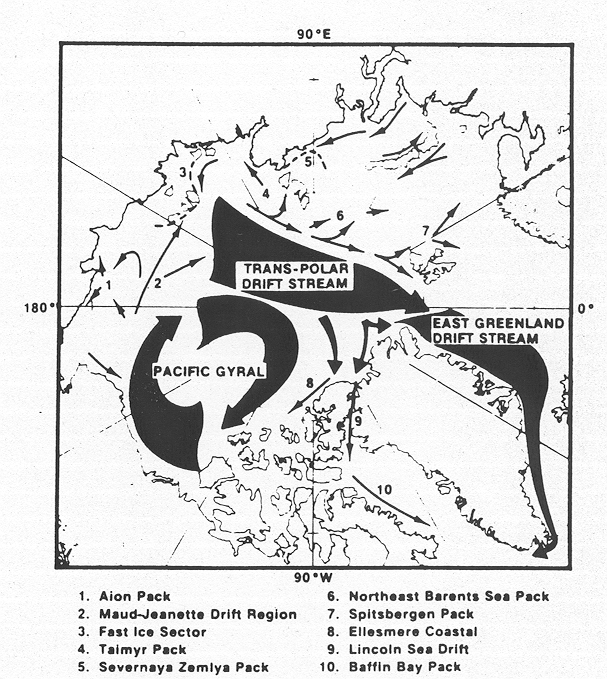 90°E
3
5
4
6
7
1
2
TRANS-POLAR
DRIFT STREAM
180°
0°
EAST GREENLAND
DRIFT STREAM
PACIFIC GYRAL
8
9
10
90°W
1. Aion Pack
2. Maud-Jeanette Drift Region
3. Fast Ice Sector
4. Taimyr Pack
5. Severnaya Zemlya Pack
6. Northeast Barents Sea Pack
7. Spitsbergen Pack
8. Ellesmere Coastal
9. Lincoln Sea Drift
10. Baffin Bay Pack